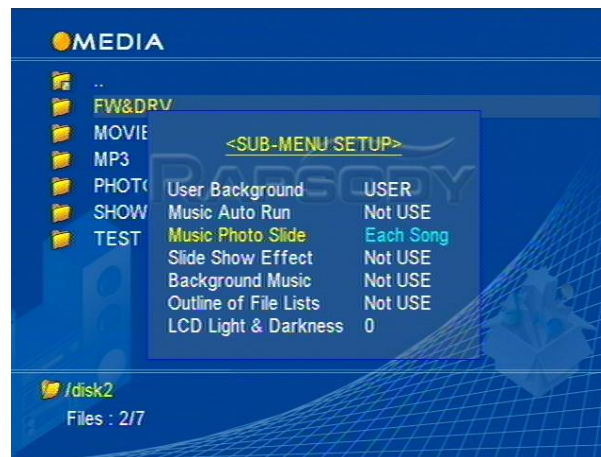 MEDIA
..
FW&DRV
MOVIE
MP3
PHOTO
SHOW
TEST
<SUB-MENU SETUP>
RAPSODY
User Background USER
Music Auto Run Not USE
Music Photo Slide Each Song
Slide Show Effect Not USE
Background Music Not USE
Outline of File Lists Not USE
LCD Light & Darkness 0
/disk2
Files : 2/7